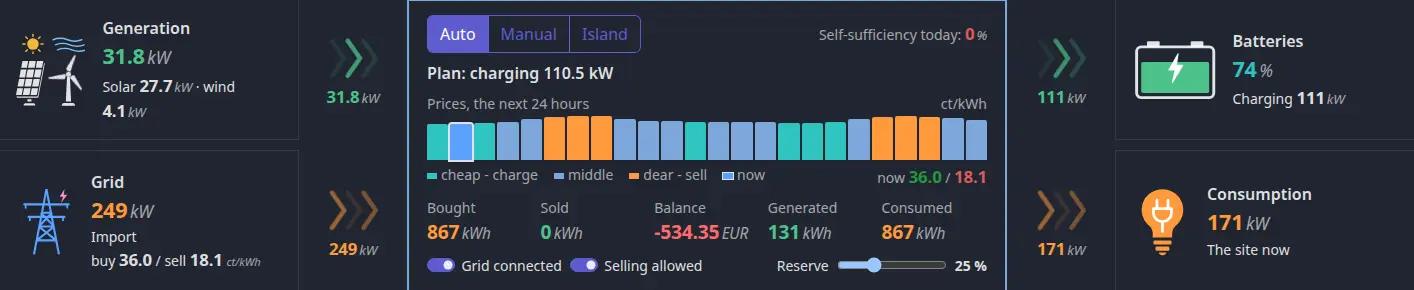 Generation
31.8 kW
Solar 27.7 kW · wind
4.1 kW
31.8 kW
Grid
249 kW
Import
buy 36.0 / sell 18.1 ct/kWh
249 kW
Auto Manual Island
Self-sufficiency today: 0 %
Plan: charging 110.5 kW
Prices, the next 24 hours
ct/kWh
cheap - charge middle dear - sell now
now 36.0 / 18.1
Bought Sold Balance Generated Consumed
867 kWh 0 kWh -534.35 EUR 131 kWh 867 kWh
Grid connected Selling allowed Reserve 25 %
111 kW
Batteries
74 %
Charging 111 kW
171 kW
Consumption
171 kW
The site now